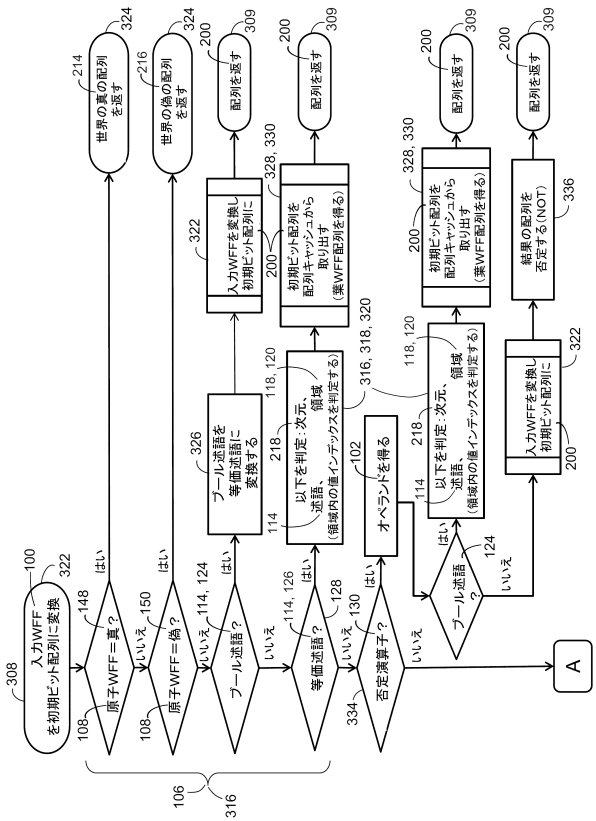 308
入力WFF
100
を初期ビット配列に変換
322
148
108
原子WFF＝真？
はい
214
世界の真の配列
を返す
324
いいえ
150
108
原子WFF＝偽？
はい
216
世界の偽の配列
を返す
324
いいえ
114, 124
ブール述語？
はい
326
ブール述語を
等価述語に
変換する
322
入力WFFを変換し
初期ビット配列に
200
200
配列を返す
309
いいえ
114, 126
等価述語？
128
はい
114
218
118, 120
以下を判定：次元、
述語、
領域
(領域内の値インデックスを判定する)
316, 318, 320
328, 330
初期ビット配列を
配列キャッシュから
取り出す
(葉WFF配列を得る)
200
配列を返す
309
106
316
いいえ
130
334
否定演算子？
はい
102
オペランドを得る
いいえ
ブール述語
？
124
はい
114
218
118, 120
以下を判定：次元、
述語、
領域
(領域内の値インデックスを判定する)
328, 330
200
初期ビット配列を
配列キャッシュから
取り出す
(葉WFF配列を得る)
200
配列を返す
309
いいえ
入力WFFを変換し
初期ビット配列に
200
322
結果の配列を
否定する(NOT)
336
200
配列を返す
309
A